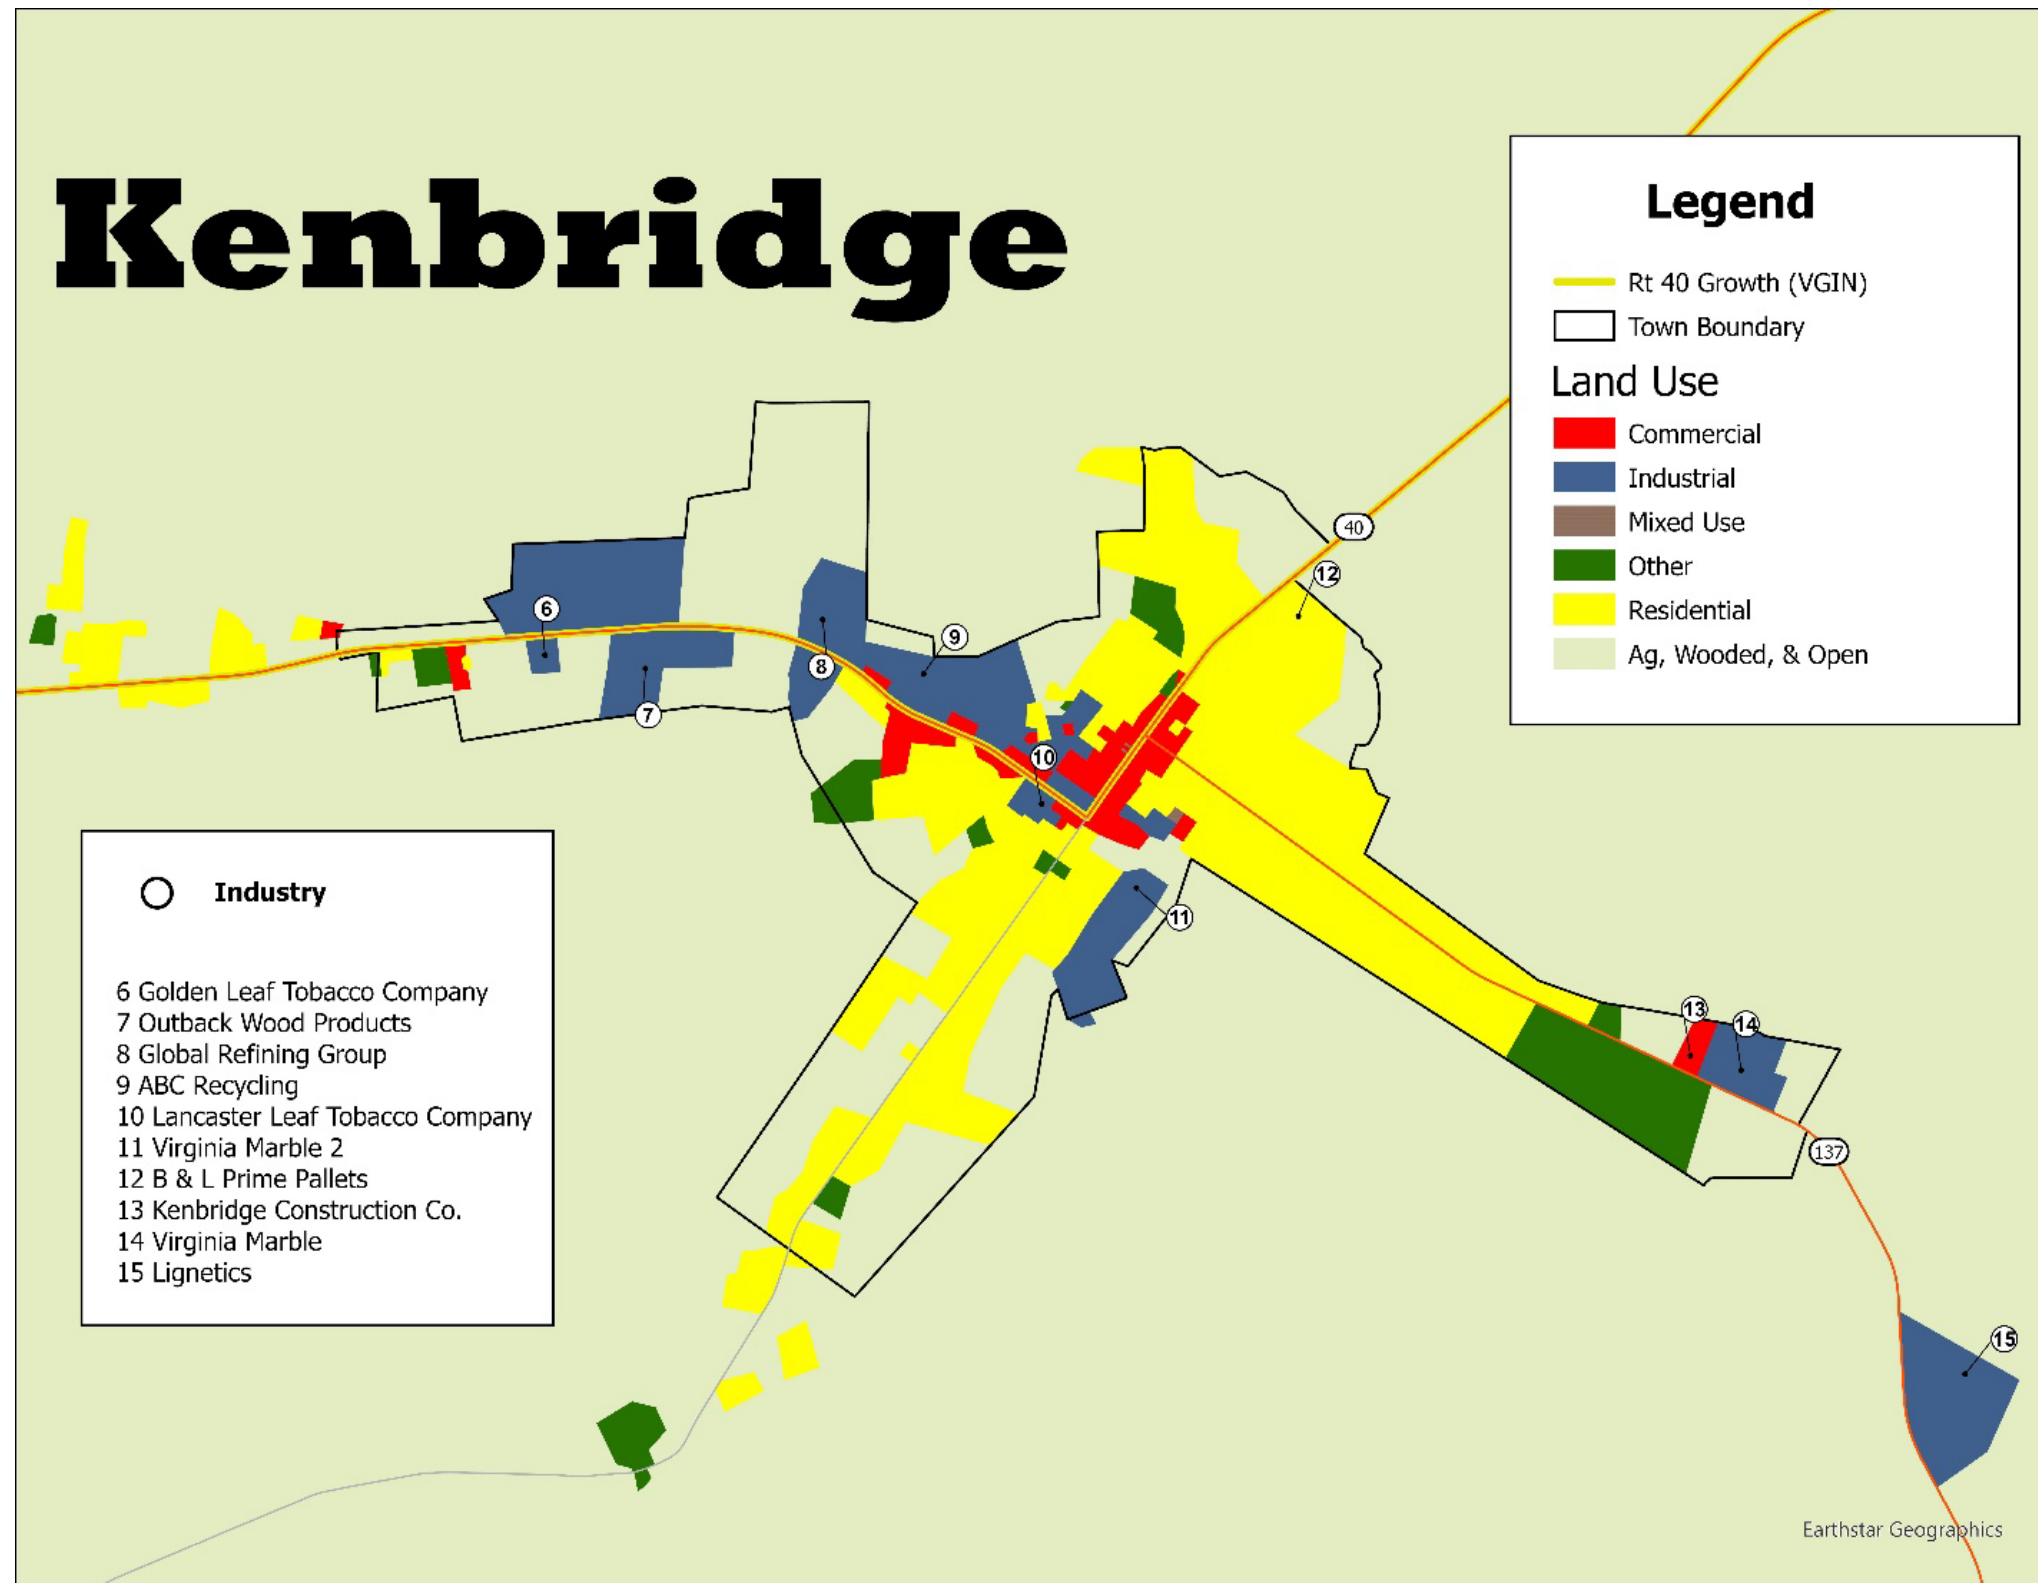 Kenbridge
Legend
Rt 40 Growth (VGIN)
Town Boundary
Land Use
Commercial
Industrial
Mixed Use
Other
Residential
Ag, Wooded, & Open
40
12
6
9
8
7
10
11
13
14
137
15
Industry
6 Golden Leaf Tobacco Company
7 Outback Wood Products
8 Global Refining Group
9 ABC Recycling
10 Lancaster Leaf Tobacco Company
11 Virginia Marble 2
12 B & L Prime Pallets
13 Kenbridge Construction Co.
14 Virginia Marble
15 Lignetics
Earthstar Geographics